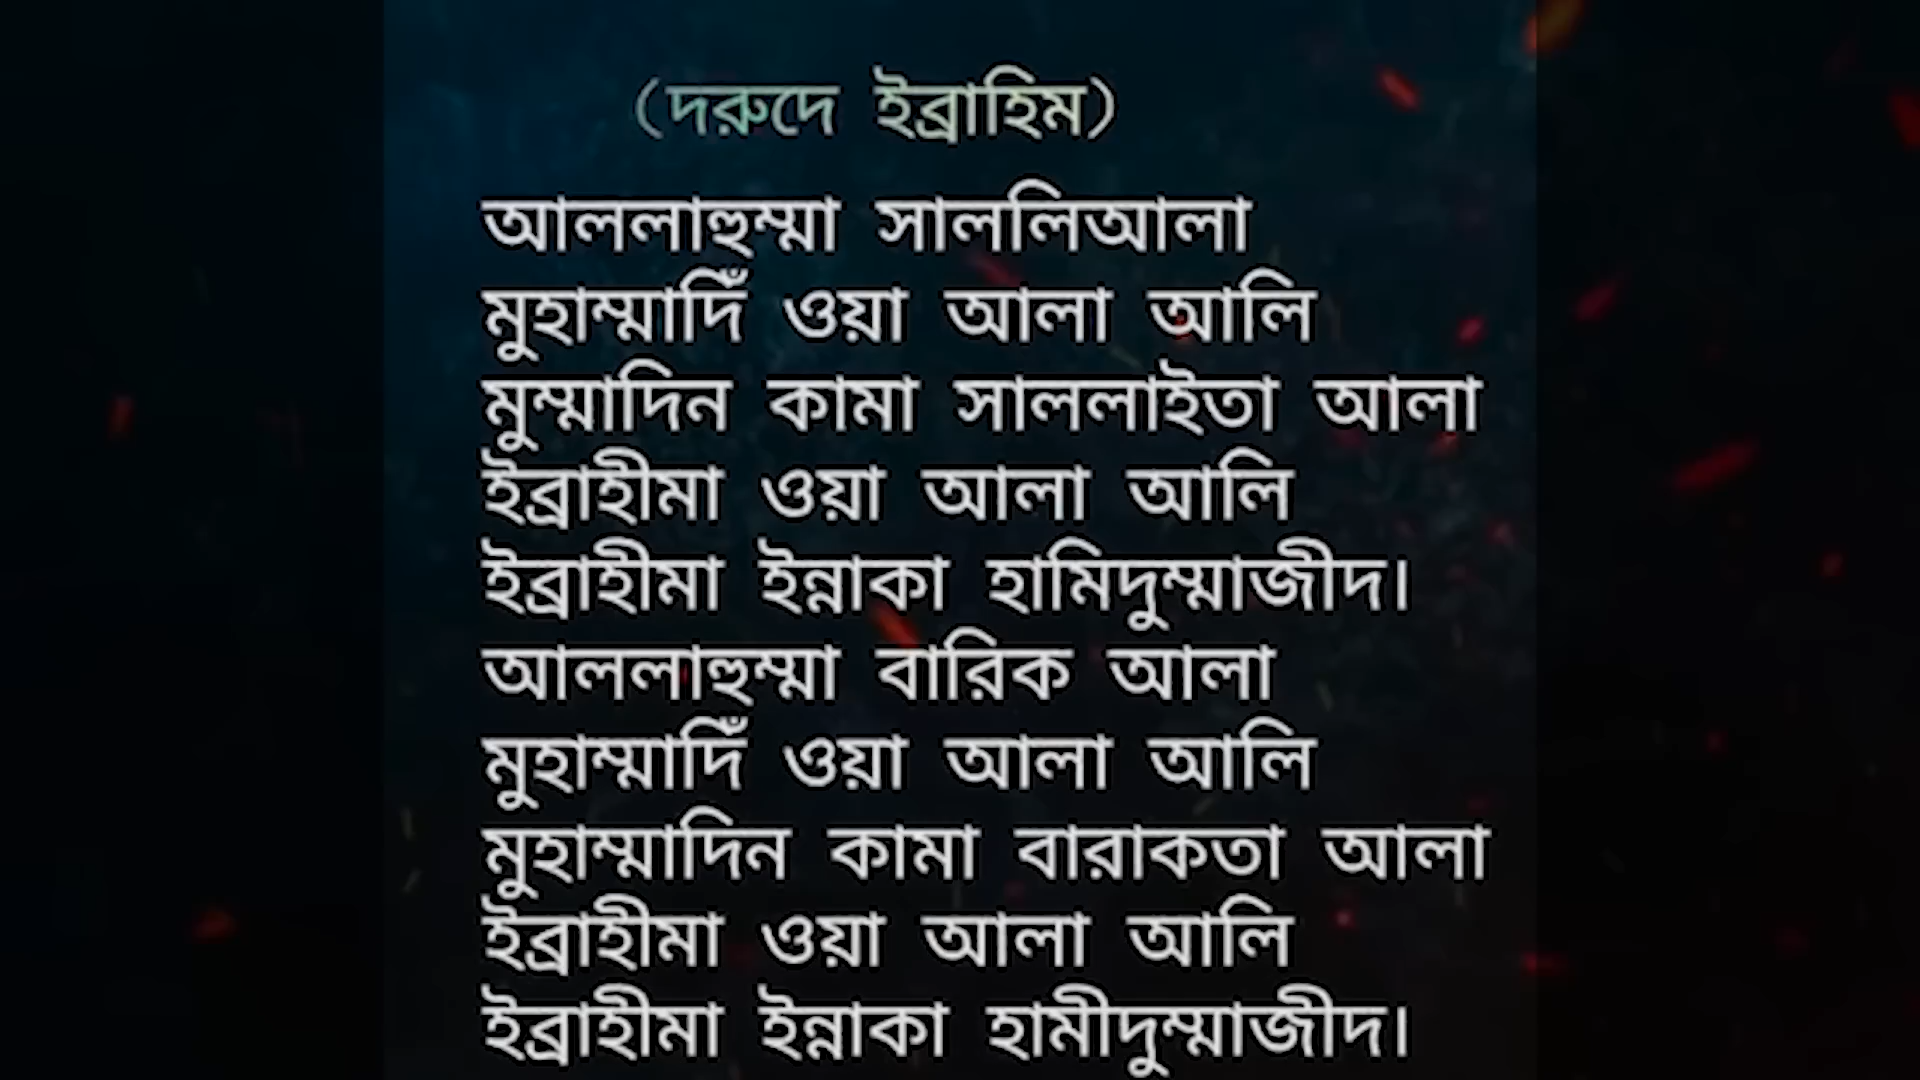 (দরুদে ইব্রাহিম)
আললাহুম্মা সাললিআলা
মুহাম্মাদিঁ ওয়া আলা আলি
মুম্মাদিন কামা সাললাইতা আলা
ইব্রাহীমা ওয়া আলা আলি
ইব্রাহীমা ইন্নাকা হামিদুম্মাজীদ।
আললাহুম্মা বারিক আলা
মুহাম্মাদিঁ ওয়া আলা আলি
মুহাম্মাদিন কামা বারাকতা আলা
ইব্রাহীমা ওয়া আলা আলি
ইব্রাহীমা ইন্নাকা হামীদুম্মাজীদ।